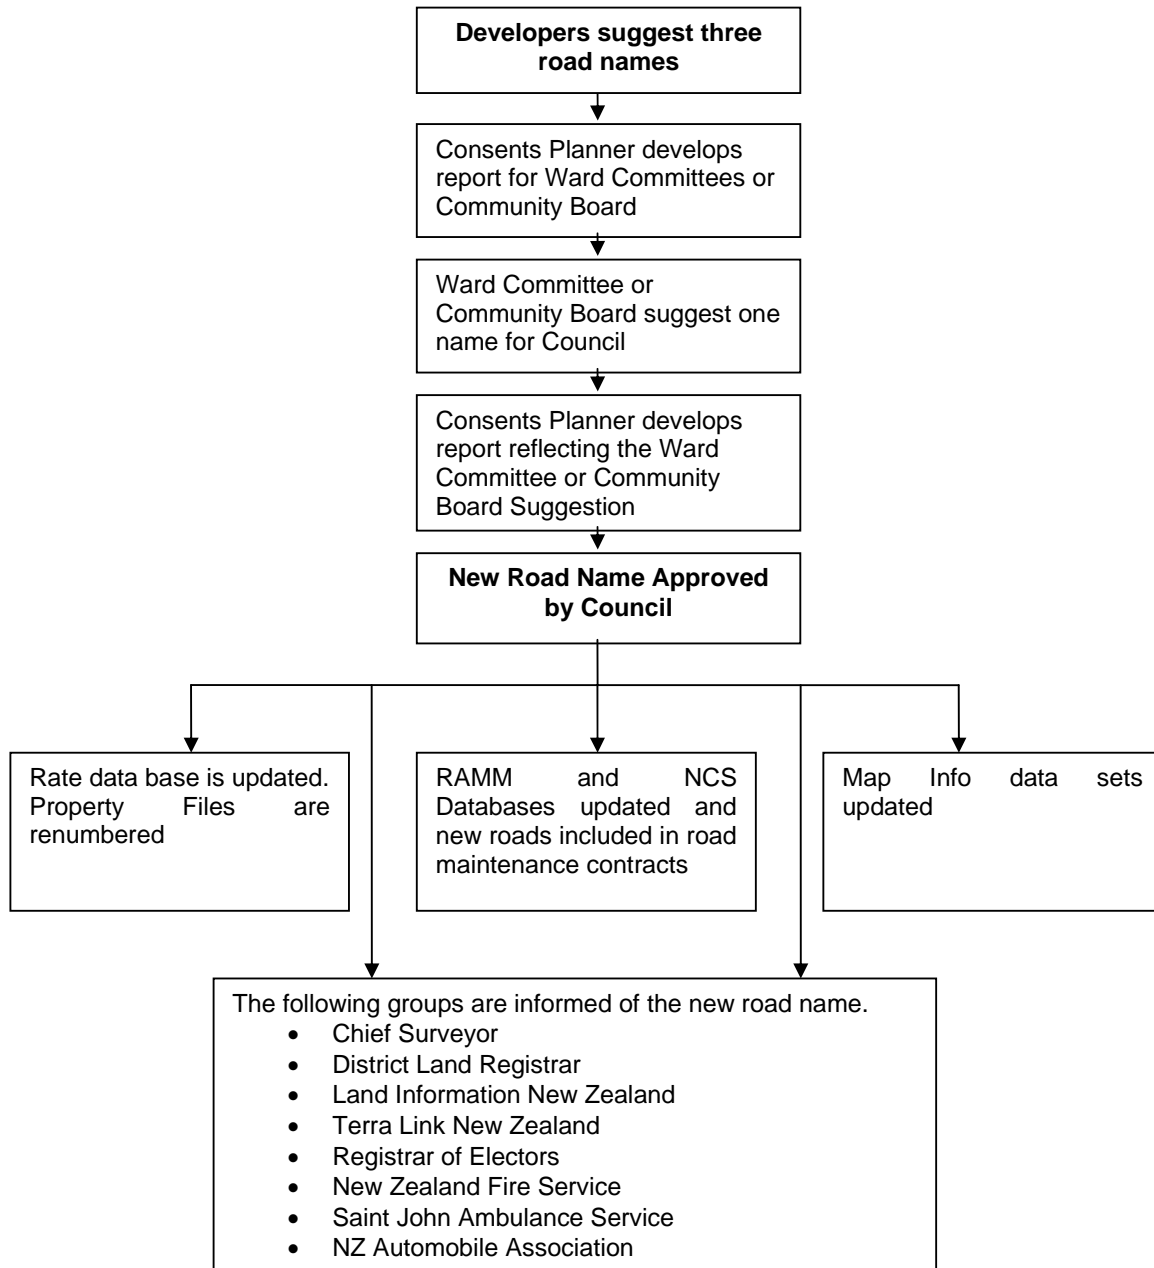 Developers suggest three
road names
Consents Planner develops
report for Ward Committees or
Community Board
Ward Committee or
Community Board suggest one
name for Council
Consents Planner develops
report reflecting the Ward
Committee or Community
Board Suggestion
New Road Name Approved
by Council
Rate data base is updated.
Property Files are
renumbered
RAMM and NCS
Databases updated and
new roads included in road
maintenance contracts
Map Info data sets
updated
The following groups are informed of the new road name.
• Chief Surveyor
• District Land Registrar
• Land Information New Zealand
• Terra Link New Zealand
• Registrar of Electors
• New Zealand Fire Service
• Saint John Ambulance Service
• NZ Automobile Association